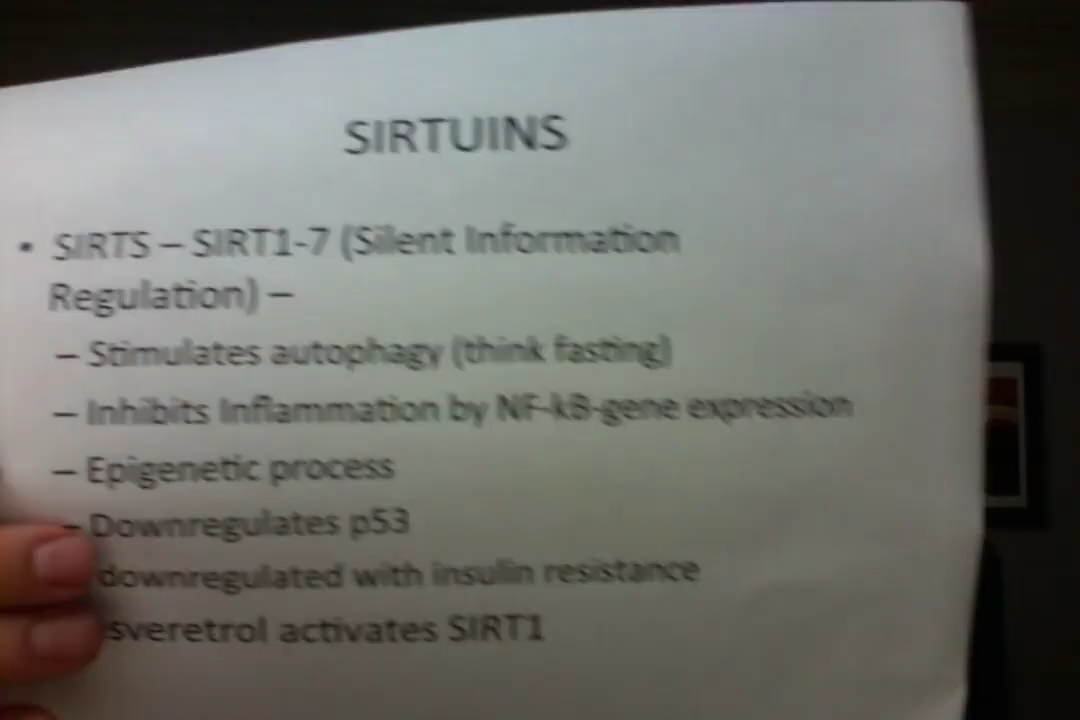 SIRTUINS
• SIRTS – SIRT1-7 (Silent Information
Regulation) –
– Stimulates autophagy (think fasting)
– Inhibits Inflammation by NF-kB-gene expression
– Epigenetic process
– Downregulates p53
downregulated with insulin resistance
sveretrol activates SIRT1